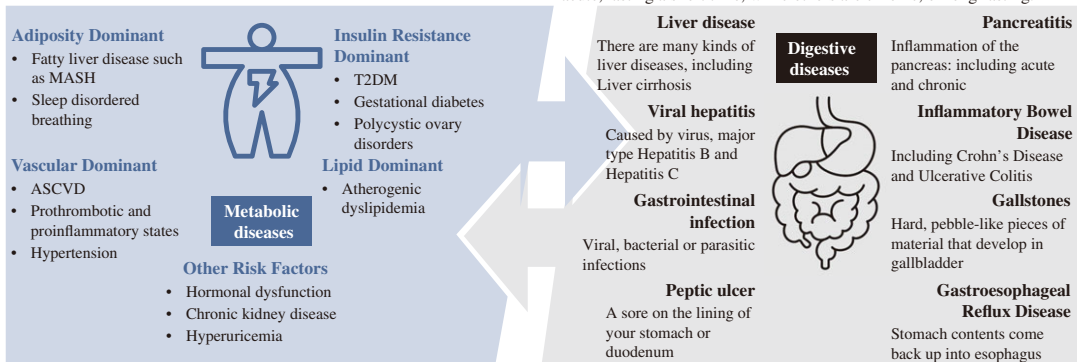 Adiposity Dominant
• Fatty liver disease such
as MASH
• Sleep disordered
breathing
Insulin Resistance
Dominant
• T2DM
• Gestational diabetes
• Polycystic ovary
disorders
Vascular Dominant
• ASCVD
• Prothrombotic and
proinflammatory states
• Hypertension
Metabolic
diseases
Lipid Dominant
• Atherogenic
dyslipidemia
Other Risk Factors
• Hormonal dysfunction
• Chronic kidney disease
• Hyperuricemia
Liver disease
There are many kinds of
liver diseases, including
Liver cirrhosis
Viral hepatitis
Caused by virus, major
type Hepatitis B and
Hepatitis C
Gastrointestinal
infection
Viral, bacterial or parasitic
infections
Peptic ulcer
A sore on the lining of
your stomach or
duodenum
Digestive
diseases
Pancreatitis
Inflammation of the
pancreas: including acute
and chronic
Inflammatory Bowel
Disease
Including Crohn's Disease
and Ulcerative Colitis
Gallstones
Hard, pebble-like pieces of
material that develop in
gallbladder
Gastroesophageal
Reflux Disease
Stomach contents come
back up into esophagus